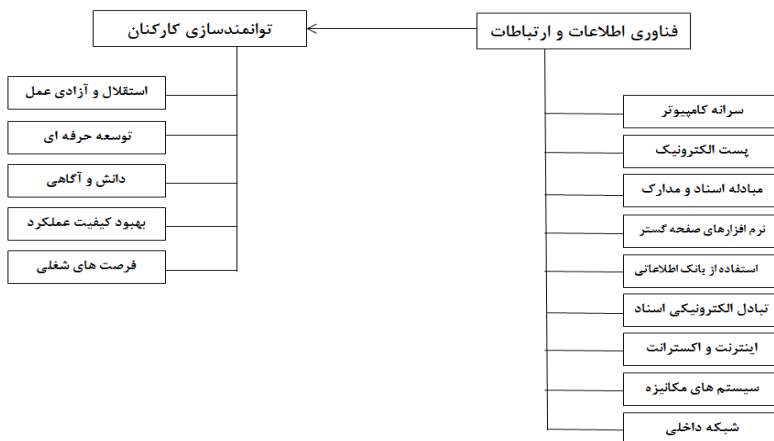 فناوری اطلاعات و ارتباطات
توانمندسازی کارکنان
سرانه کامپیوتر
پست الکترونیک
مبادله اسناد و مدارک
نرم افزارهای صفحه گستر
استفاده از بانک اطلاعاتی
تبادل الکترونیکی اسناد
اینترنت و اکسترانت
سیستم های مکانیزه
شبکه داخلی
استقلال و آزادی عمل
توسعه حرفه ای
دانش و آگاهی
بهبود کیفیت عملکرد
فرصت های شغلی